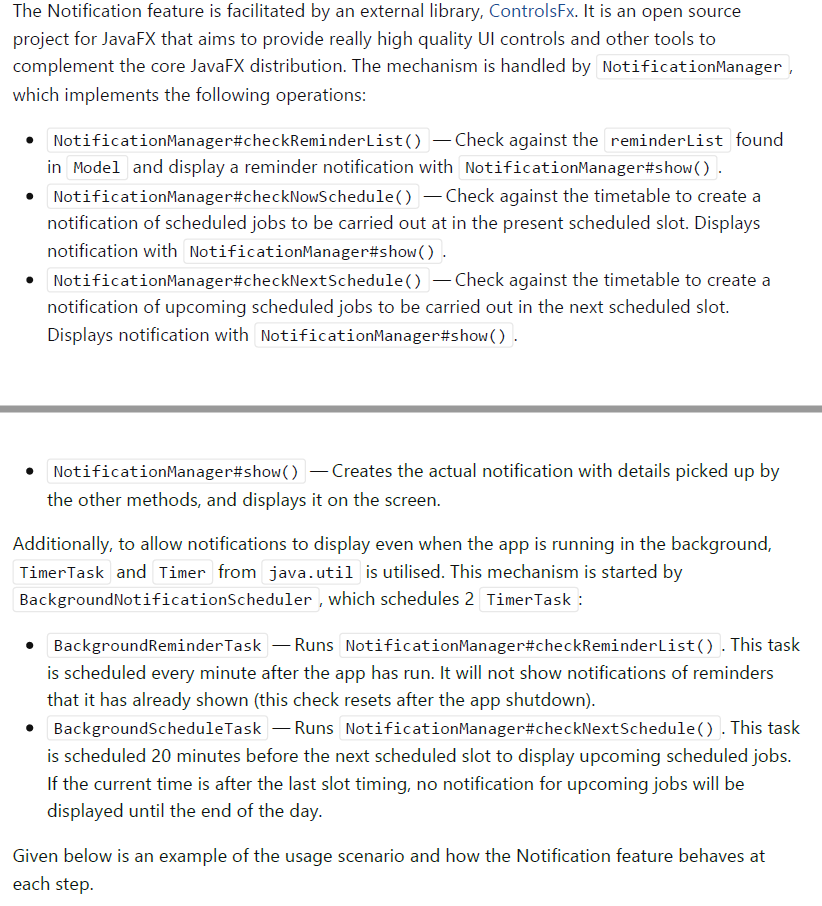 The Notification feature is facilitated by an external library, ControlsFx. It is an open source
project for JavaFX that aims to provide really high quality UI controls and other tools to
complement the core JavaFX distribution. The mechanism is handled by NotificationManager,
which implements the following operations:
• NotificationManager#checkReminderList() — Check against the reminderList found
in Model and display a reminder notification with NotificationManager#show().
• NotificationManager#checkNowSchedule() — Check against the timetable to create a
notification of scheduled jobs to be carried out at in the present scheduled slot. Displays
notification with NotificationManager#show().
• NotificationManager#checkNextSchedule() — Check against the timetable to create a
notification of upcoming scheduled jobs to be carried out in the next scheduled slot.
Displays notification with NotificationManager#show().
• NotificationManager#show() — Creates the actual notification with details picked up by
the other methods, and displays it on the screen.
Additionally, to allow notifications to display even when the app is running in the background,
TimerTask and Timer from java.util is utilised. This mechanism is started by
BackgroundNotificationScheduler, which schedules 2 TimerTask:
• BackgroundReminderTask — Runs NotificationManager#checkReminderList(). This task
is scheduled every minute after the app has run. It will not show notifications of reminders
that it has already shown (this check resets after the app shutdown).
• BackgroundScheduleTask — Runs NotificationManager#checkNextSchedule(). This task
is scheduled 20 minutes before the next scheduled slot to display upcoming scheduled jobs.
If the current time is after the last slot timing, no notification for upcoming jobs will be
displayed until the end of the day.
Given below is an example of the usage scenario and how the Notification feature behaves at
each step.